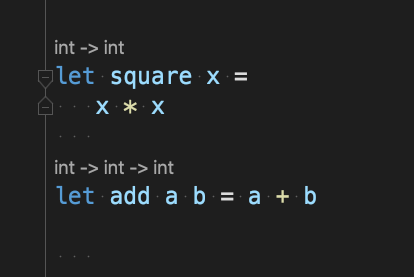 int -> int
let square x =
    x * x
int -> int -> int
let add a b = a + b